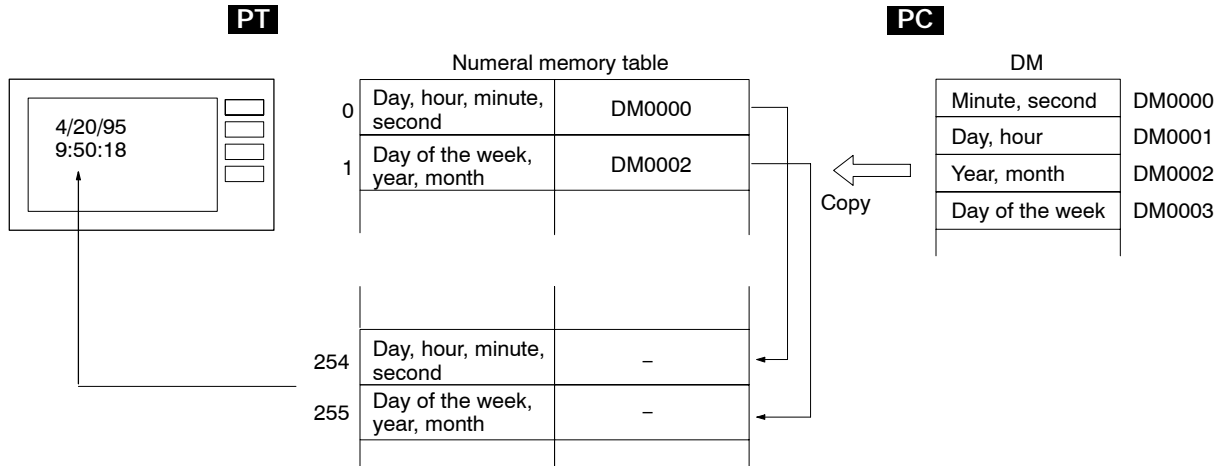 PT
PC
4/20/95
9:50:18
Numeral memory table
0
Day, hour, minute,
second
DM0000
1
Day of the week,
year, month
DM0002
254
Day, hour, minute,
second
–
255
Day of the week,
year, month
–
Copy
DM
Minute, second
DM0000
Day, hour
DM0001
Year, month
DM0002
Day of the week
DM0003